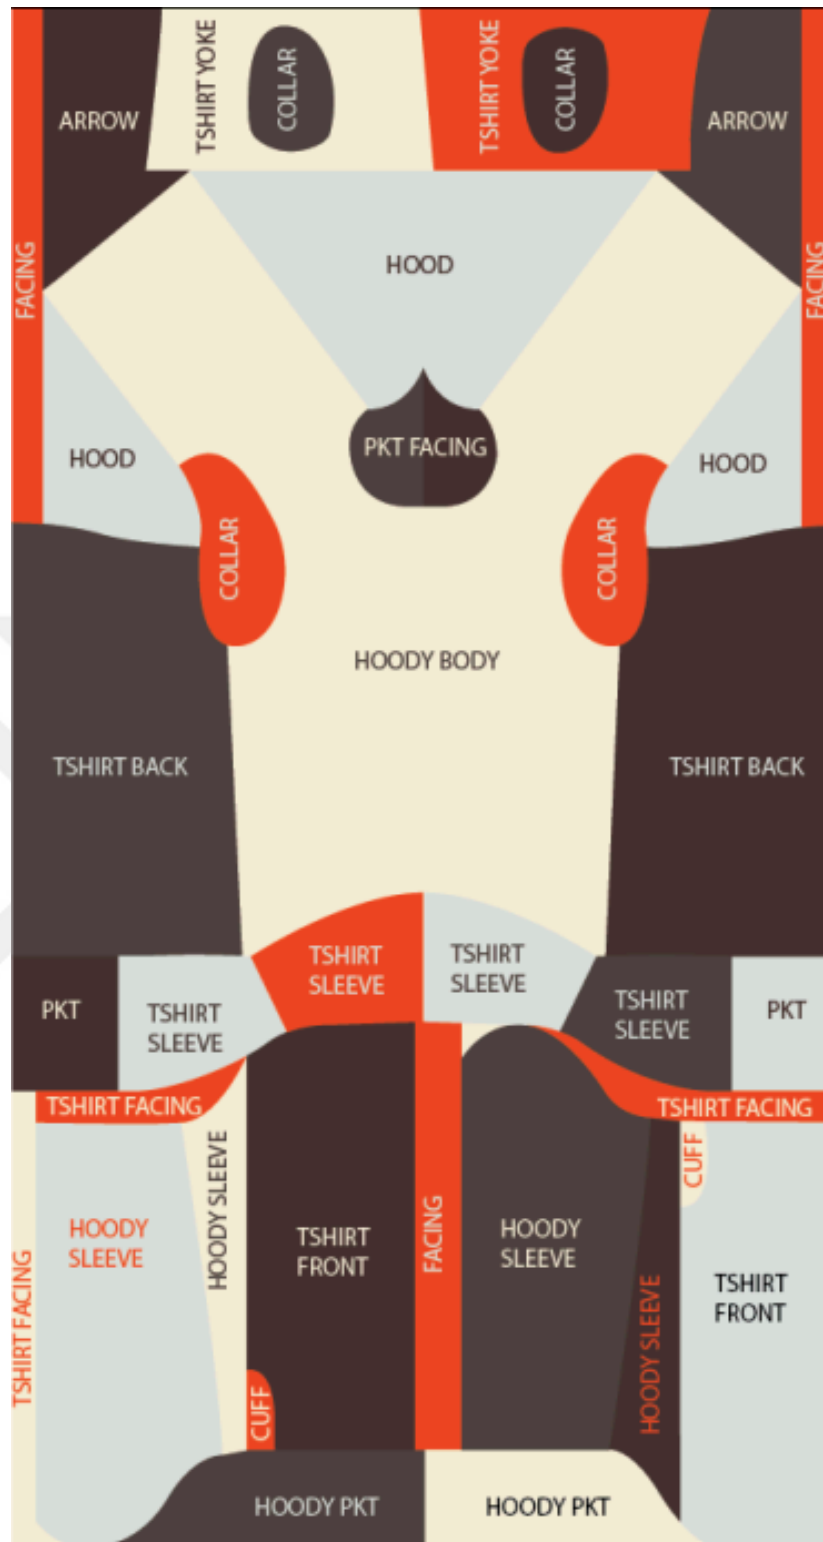 TSHIRT YOKE
COLLAR
TSHIRT YOKE
COLLAR
ARROW
ARROW
FACING
HOOD
FACING
PKT FACING
HOOD
HOOD
COLLAR
COLLAR
HOODY BODY
TSHIRT BACK
TSHIRT BACK
TSHIRT
SLEEVE
TSHIRT
SLEEVE
PKT
TSHIRT
SLEEVE
TSHIRT
SLEEVE
PKT
TSHIRT FACING
TSHIRT FACING
CUFF
HOODY
SLEEVE
HOODY SLEEVE
TSHIRT
FRONT
FACING
HOODY
SLEEVE
TSHIRT
FRONT
TSHIRT FACING
HOODY SLEEVE
CUFF
HOODY PKT
HOODY PKT